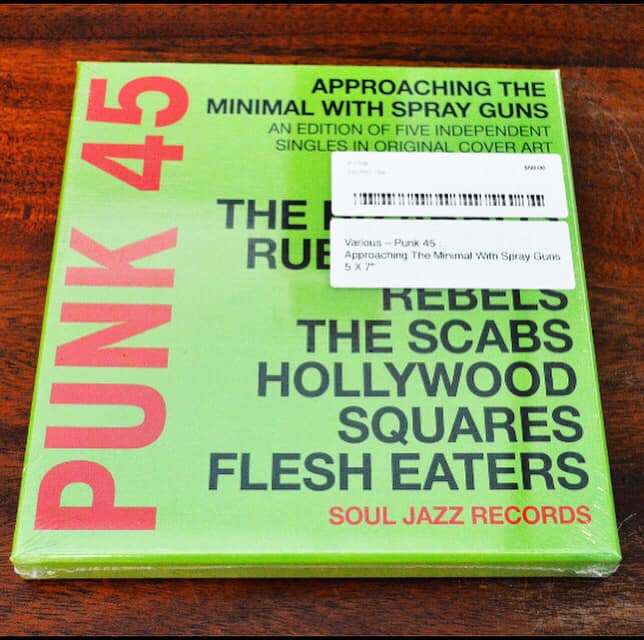 PUNK 45
APPROACHING THE
MINIMAL WITH SPRAY GUNS
AN EDITION OF FIVE INDEPENDENT
SINGLES IN ORIGINAL COVER ART
$50.00
Various – Punk 45 :
Approaching The Minimal With Spray Guns
5 X 7"
THE
REBELS
THE SCABS
HOLLYWOOD
SQUARES
FLESH EATERS
SOUL JAZZ RECORDS